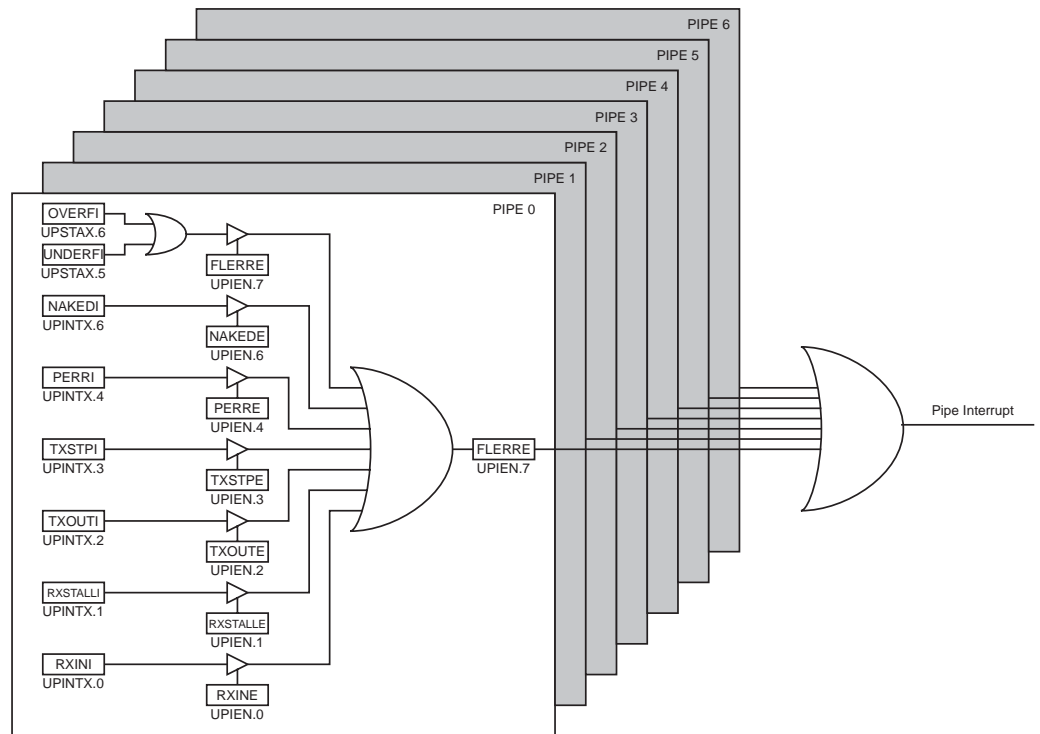 PIPE 6
PIPE 5
PIPE 4
PIPE 3
PIPE 2
PIPE 1
PIPE 0
OVERFI
UPSTAX.6
UNDERFI
UPSTAX.5
FLERRE
UPIEN.7
NAKEDI
UPINTX.6
NAKEDE
UPIEN.6
PERRI
UPINTX.4
PERRE
UPIEN.4
TXSTPI
UPINTX.3
TXSTPE
UPIEN.3
TXOUTI
UPINTX.2
TXOUTE
UPIEN.2
RXSTALLI
UPINTX.1
RXSTALLE
UPIEN.1
RXINI
UPINTX.0
RXINE
UPIEN.0
FLERRE
UPIEN.7
Pipe Interrupt